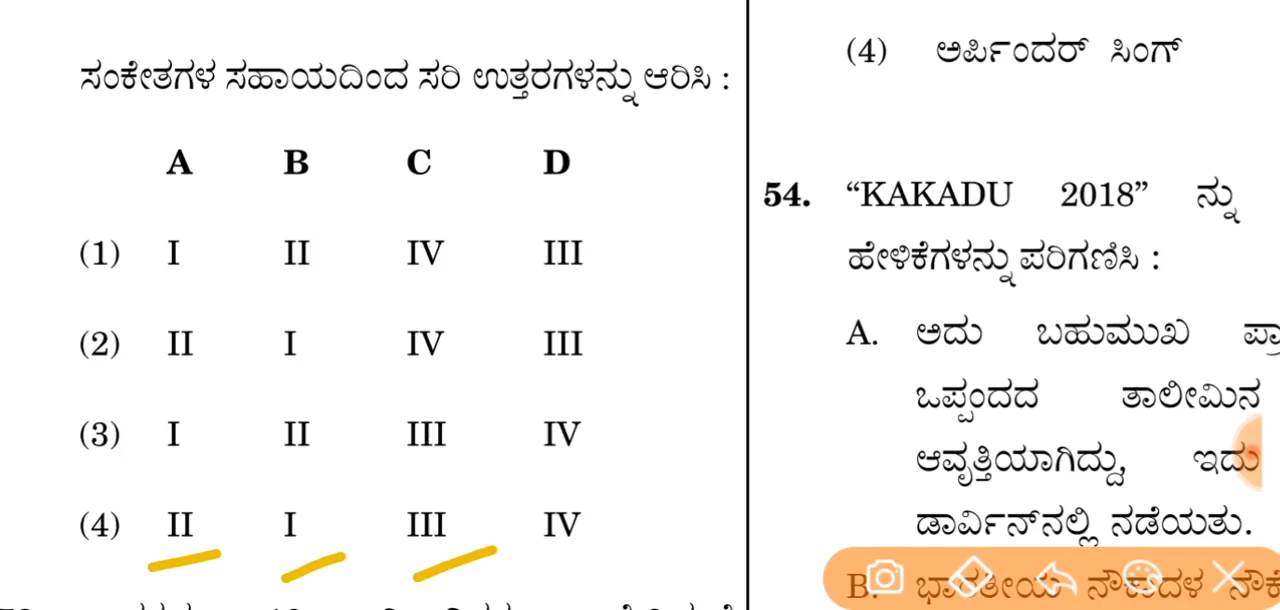 ಸಂಕೇತಗಳ ಸಹಾಯದಿಂದ ಸರಿ ಉತ್ತರಗಳನ್ನು ಆರಿಸಿ :
A B C D
(1) I II IV III
(2) II I IV III
(3) I II III IV
(4) II I III IV
(4) ಅರ್ಪಿಂದರ್ ಸಿಂಗ್
54. “KAKADU 2018” ನ್ನು
ಹೇಳಿಕೆಗಳನ್ನು ಪರಿಗಣಿಸಿ :
A. ಅದು ಬಹುಮುಖ
ಒಪ್ಪಂದದ ತಾಲೀಮಿನ
ಆವೃತ್ತಿಯಾಗಿದ್ದು, ಇದು
ಡಾರ್ವಿನ್‌ನಲ್ಲಿ ನಡೆಯಿತು.
B. ಭಾರತೀಯ ನೌಕಾದಳ